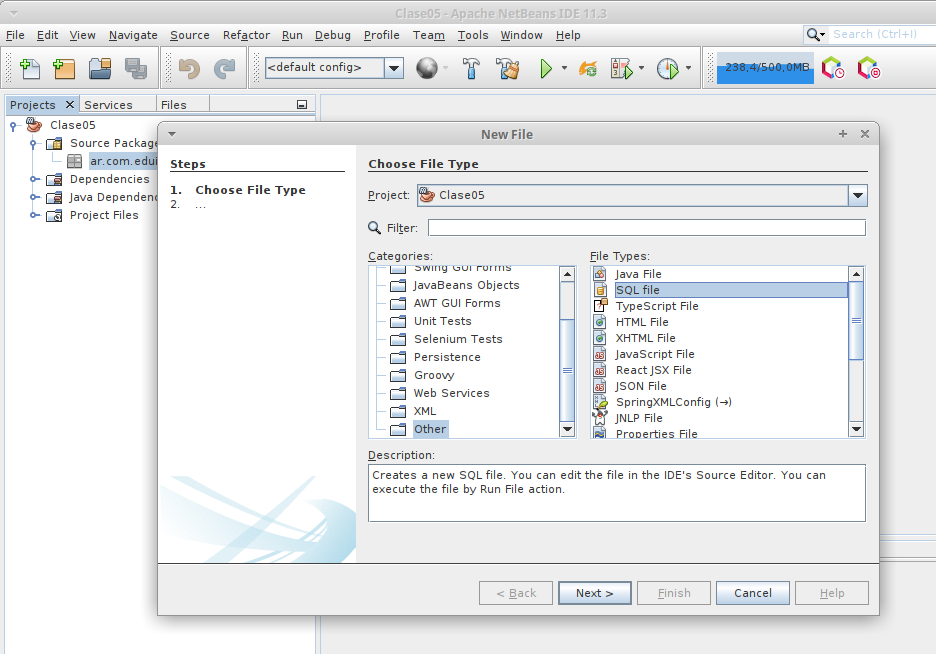 Clase05 - Apache NetBeans IDE 11.3
File Edit View Navigate Source Refactor Run Debug Profile Team Tools Window Help
Search (Ctrl+I)
<default config>
238,4/500,0MB
Projects X Services Files
Clase05
Source Package
ar.com.edui
Dependencies
Java Dependenc
Project Files
New File
Steps
1. Choose File Type
2. ...
Choose File Type
Project: Clase05
Filter:
Categories:
Swing GUI Forms
JavaBeans Objects
AWT GUI Forms
Unit Tests
Selenium Tests
Persistence
Groovy
Web Services
XML
Other
File Types:
Java File
SQL file
TypeScript File
HTML File
XHTML File
JavaScript File
React JSX File
JSON File
SpringXMLConfig (→)
JNLP File
Properties File
Description:
Creates a new SQL file. You can edit the file in the IDE's Source Editor. You can
execute the file by Run File action.
< Back Next > Finish Cancel Help